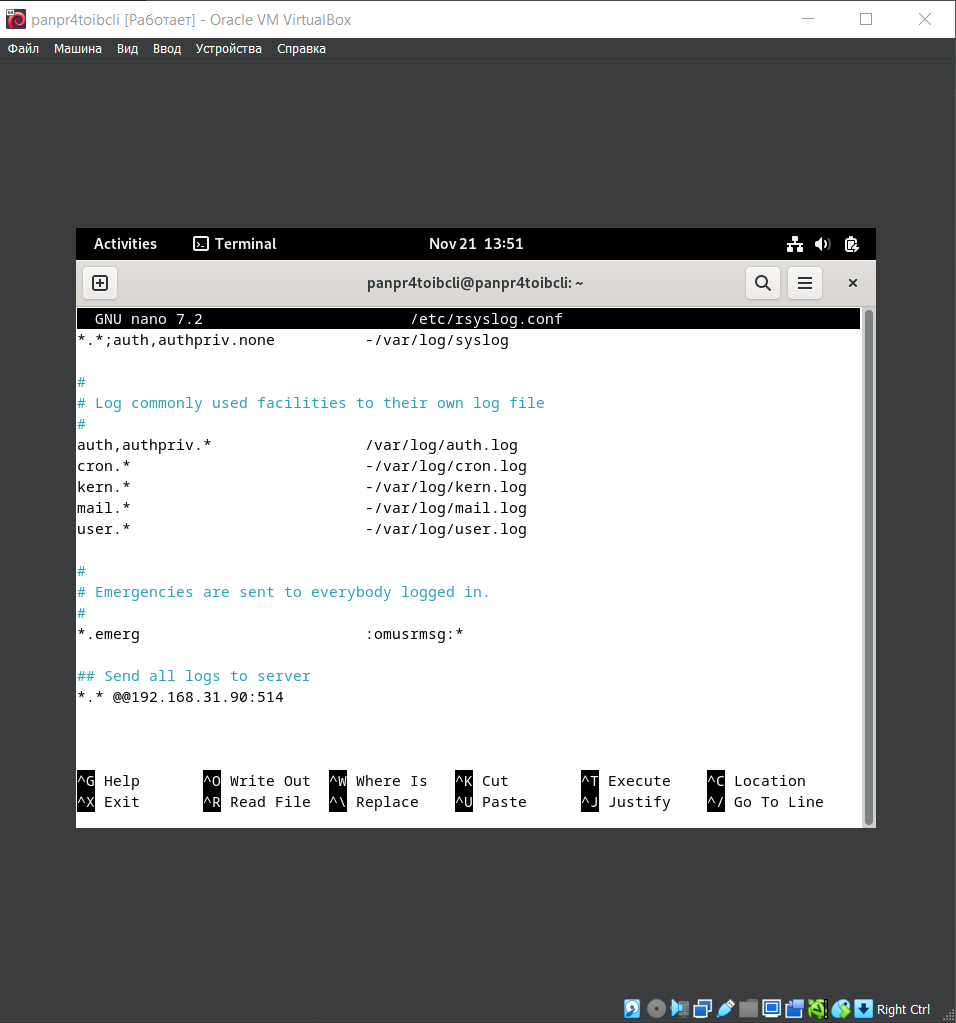 panpr4toibcli [Работает] - Oracle VM VirtualBox
Файл Машина Вид Ввод Устройства Справка
Activities Terminal Nov 21 13:51
panpr4toibcli@panpr4toibcli: ~
GNU nano 7.2 /etc/rsyslog.conf
*.*;auth,authpriv.none -/var/log/syslog
#
# Log commonly used facilities to their own log file
#
auth,authpriv.* /var/log/auth.log
cron.* -/var/log/cron.log
kern.* -/var/log/kern.log
mail.* -/var/log/mail.log
user.* -/var/log/user.log
#
# Emergencies are sent to everybody logged in.
#
*.emerg :omusrmsg:*
## Send all logs to server
*.* @@192.168.31.90:514
^G Help ^O Write Out ^W Where Is ^K Cut ^T Execute ^C Location
^X Exit ^R Read File ^\ Replace ^U Paste ^J Justify ^/ Go To Line
Right Ctrl